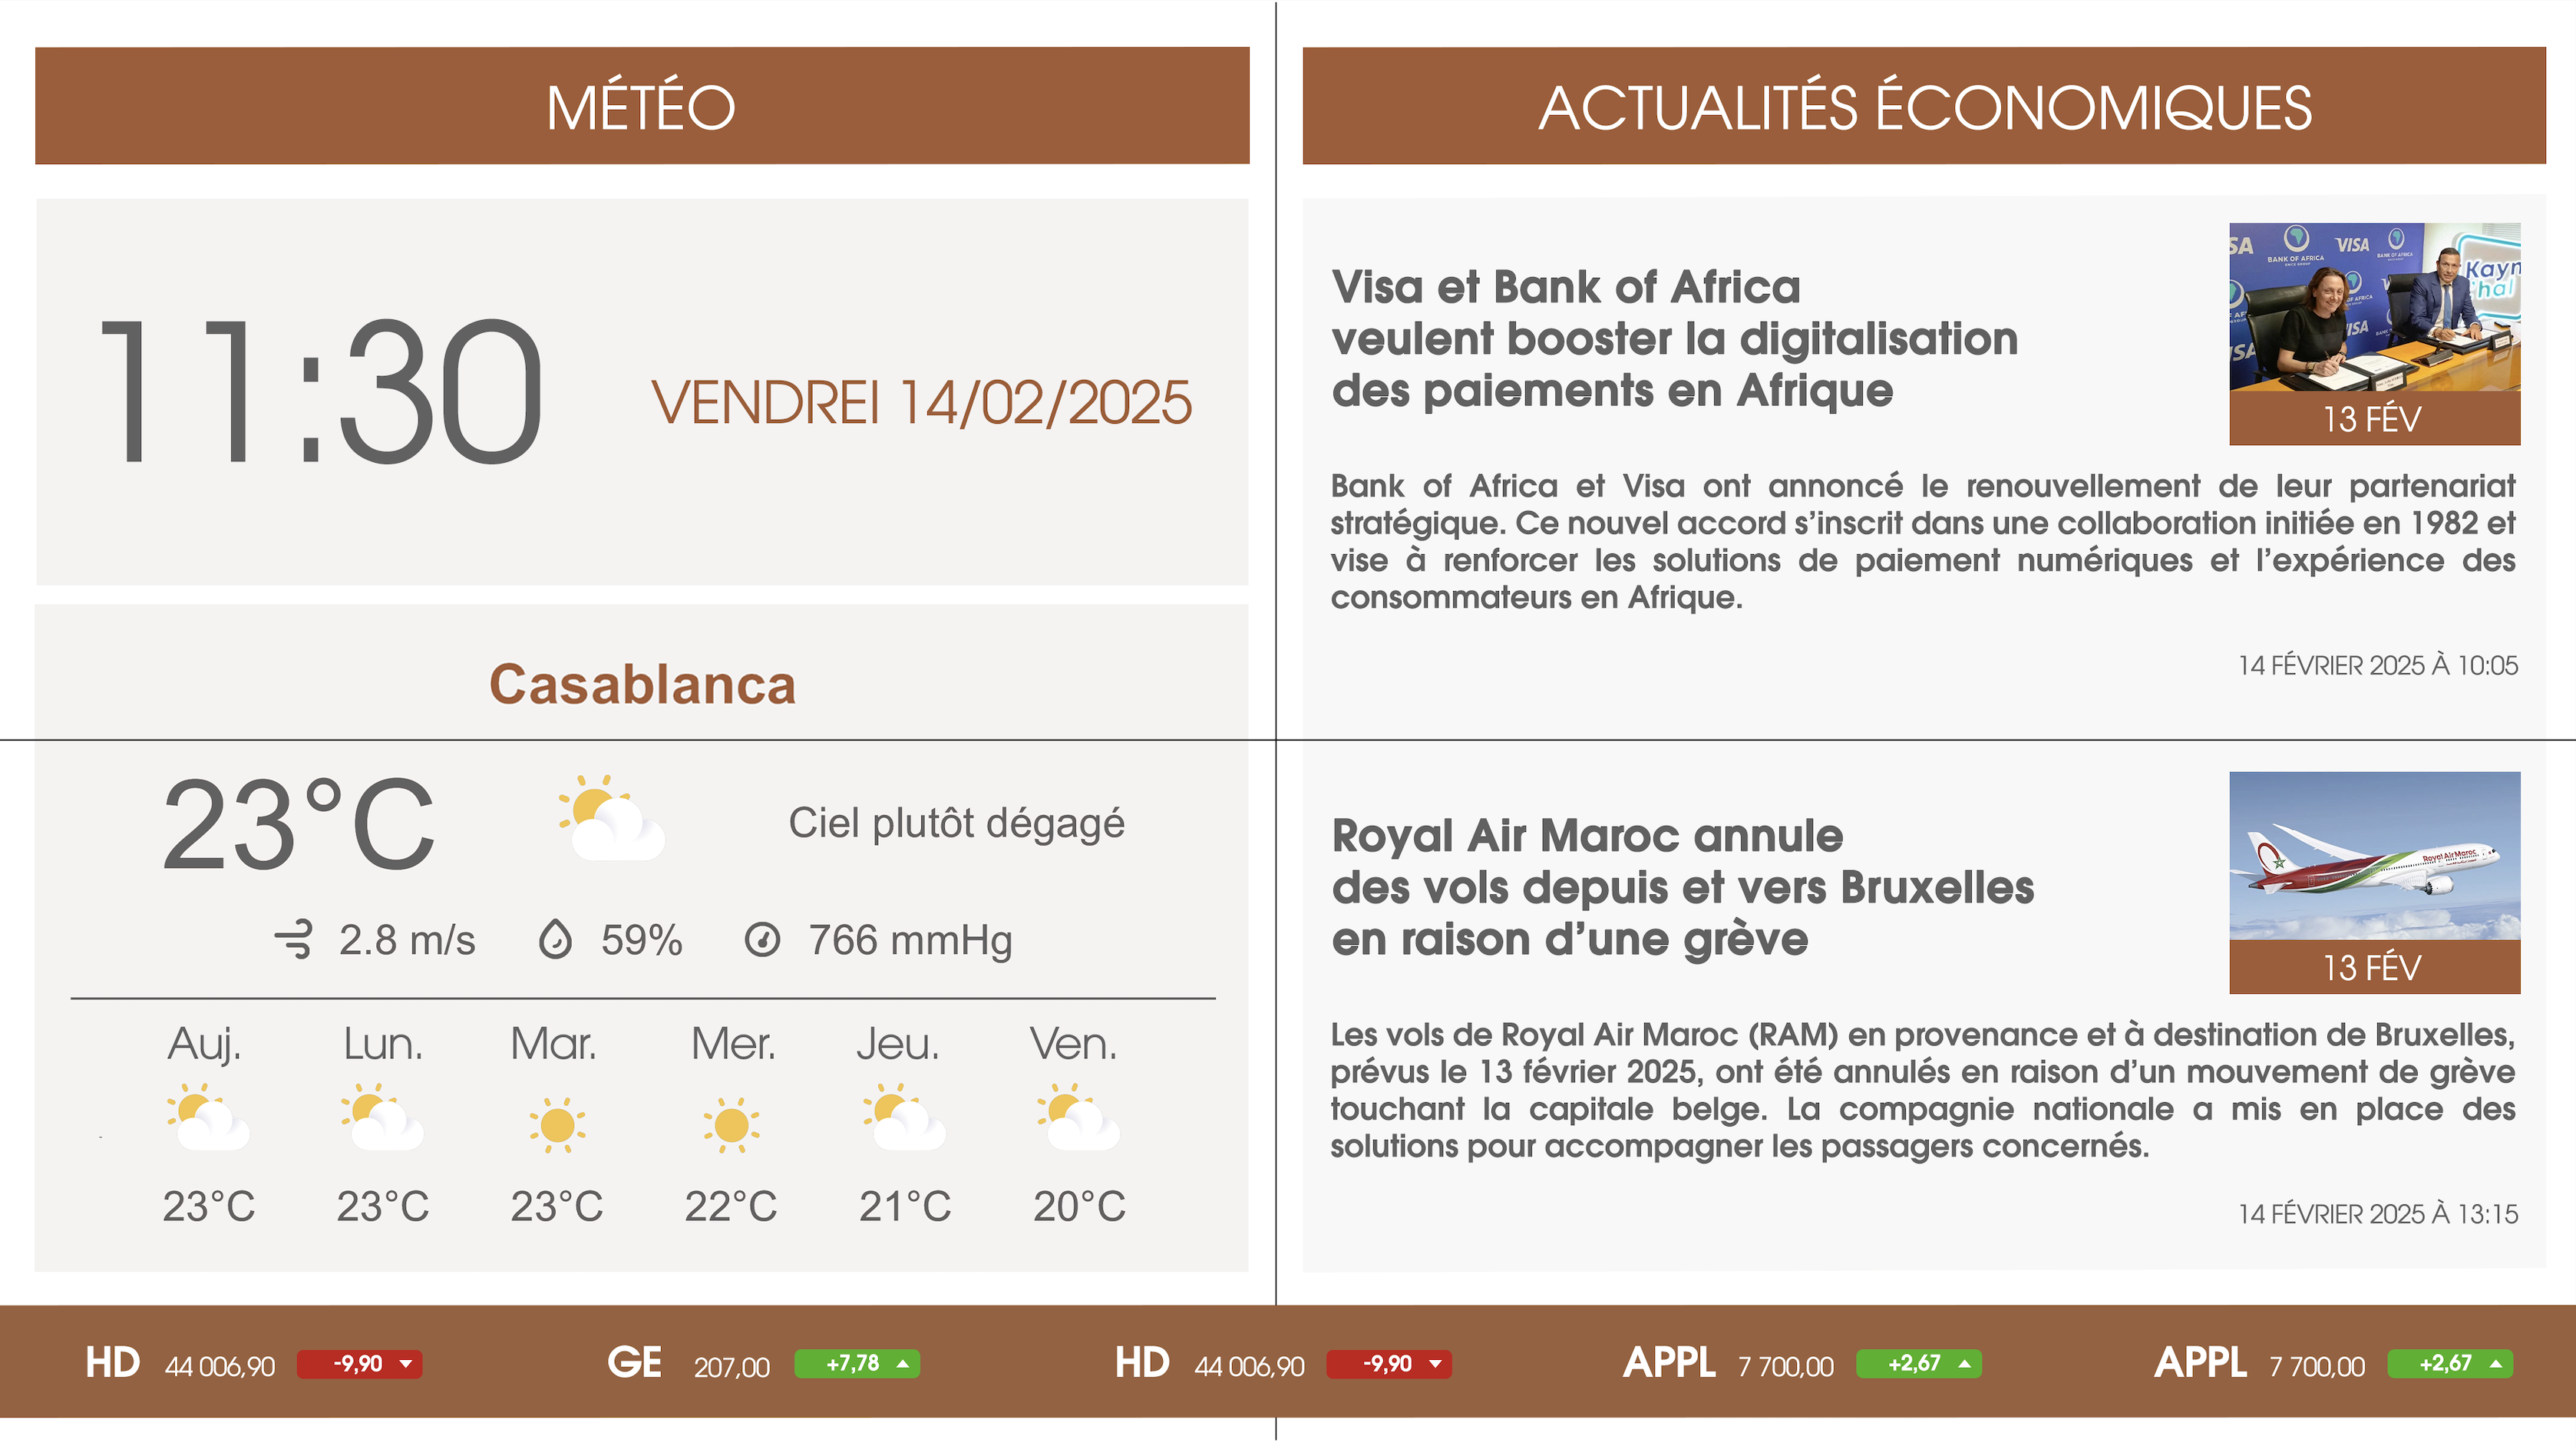 MÉTÉO
11:30
VENDREI 14/02/2025
Casablanca
23°C
Ciel plutôt dégagé
2.8 m/s 59% 766 mmHg
Auj. Lun. Mar. Mer. Jeu. Ven.
23°C 23°C 23°C 22°C 21°C 20°C
ACTUALITÉS ÉCONOMIQUES
Visa et Bank of Africa
veulent booster la digitalisation
des paiements en Afrique
VISA
BANK OF AFRICA
Kayn
hal
13 FÉV
Bank of Africa et Visa ont annoncé le renouvellement de leur partenariat
stratégique. Ce nouvel accord s’inscrit dans une collaboration initiée en 1982 et
vise à renforcer les solutions de paiement numériques et l’expérience des
consommateurs en Afrique.
14 FÉVRIER 2025 À 10:05
Royal Air Maroc annule
des vols depuis et vers Bruxelles
en raison d’une grève
Royal Air Maroc
13 FÉV
Les vols de Royal Air Maroc (RAM) en provenance et à destination de Bruxelles,
prévus le 13 février 2025, ont été annulés en raison d’un mouvement de grève
touchant la capitale belge. La compagnie nationale a mis en place des
solutions pour accompagner les passagers concernés.
14 FÉVRIER 2025 À 13:15
HD 44 006,90 -9,90 GE 207,00 +7,78 HD 44 006,90 -9,90 APPL 7 700,00 +2,67 APPL 7 700,00 +2,67